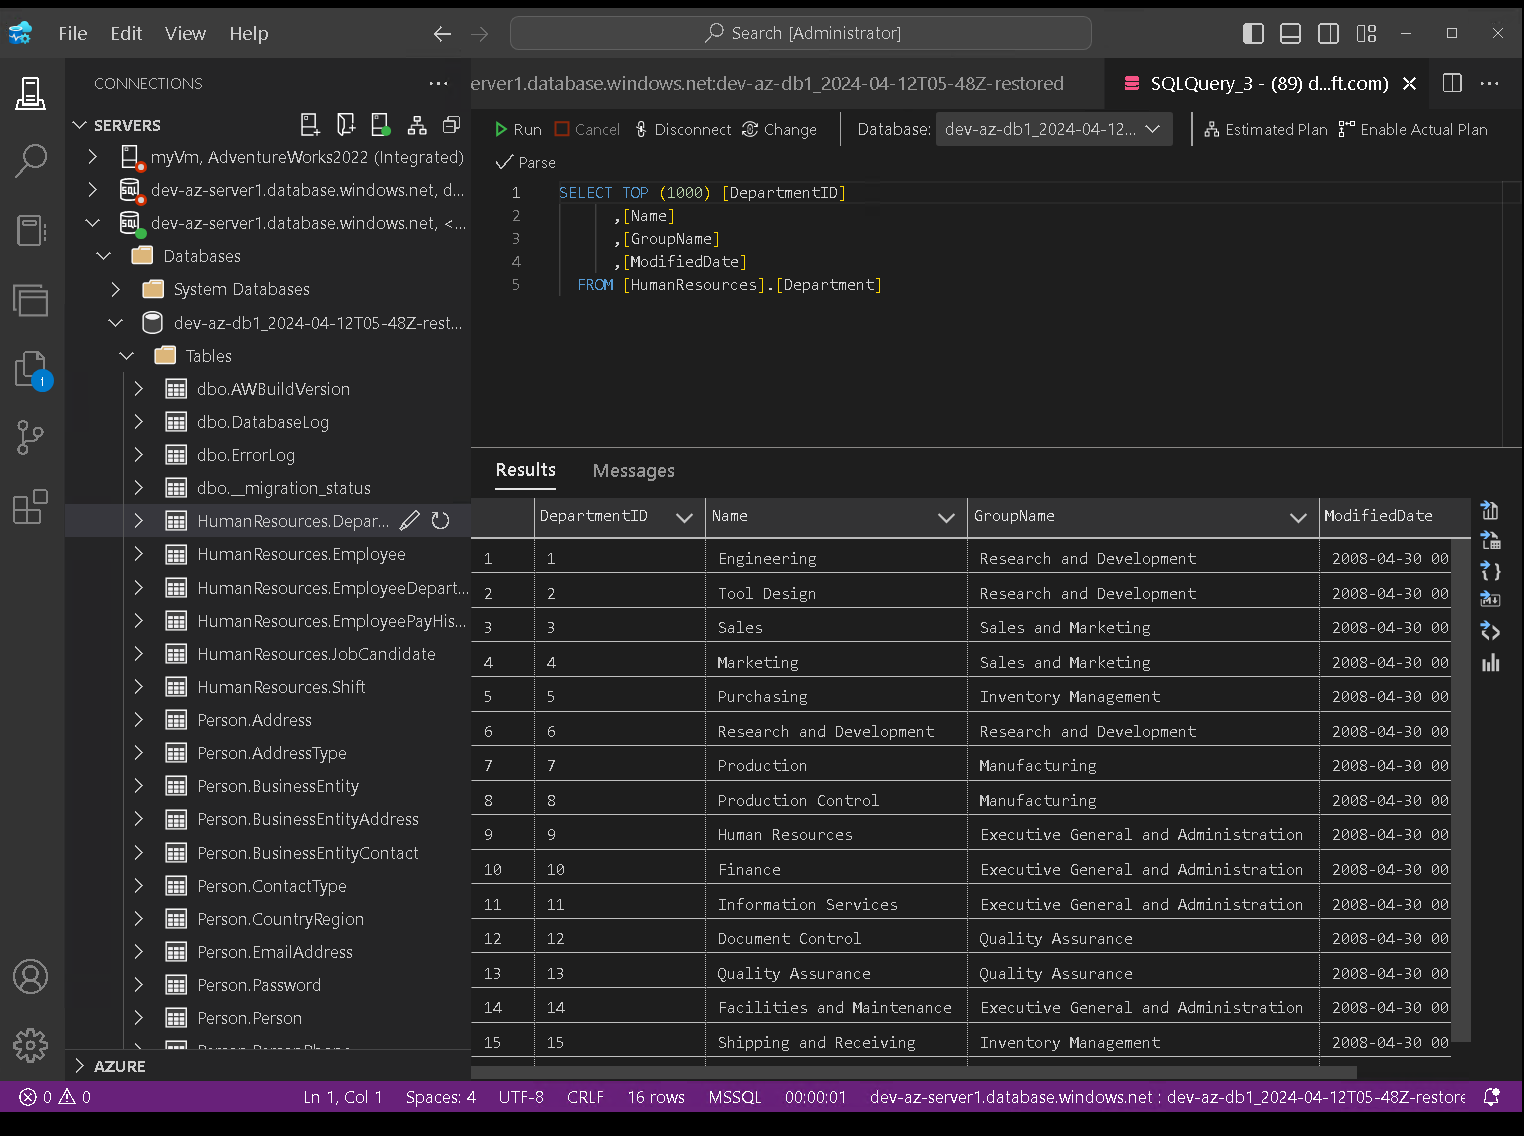 File Edit View Help
Search [Administrator]
CONNECTIONS
erver1.database.windows.net:dev-az-db1_2024-04-12T05-48Z-restored
SQLQuery_3 - (89) d...ft.com)
SERVERS
myVm, AdventureWorks2022 (Integrated)
dev-az-server1.database.windows.net, d...
dev-az-server1.database.windows.net, <...
Databases
System Databases
dev-az-db1_2024-04-12T05-48Z-rest...
Tables
dbo.AWBuildVersion
dbo.DatabaseLog
dbo.ErrorLog
dbo.__migration_status
HumanResources.Depar...
HumanResources.Employee
HumanResources.EmployeeDepart...
HumanResources.EmployeePayHis...
HumanResources.JobCandidate
HumanResources.Shift
Person.Address
Person.AddressType
Person.BusinessEntity
Person.BusinessEntityAddress
Person.BusinessEntityContact
Person.ContactType
Person.CountryRegion
Person.EmailAddress
Person.Password
Person.Person
AZURE
1
Run Cancel Disconnect Change Database: dev-az-db1_2024-04-12... Estimated Plan Enable Actual Plan
Parse
1 SELECT TOP (1000) [DepartmentID]
2 ,[Name]
3 ,[GroupName]
4 ,[ModifiedDate]
5 FROM [HumanResources].[Department]
Results Messages
DepartmentID Name GroupName ModifiedDate
1 1 Engineering Research and Development 2008-04-30 00
2 2 Tool Design Research and Development 2008-04-30 00
3 3 Sales Sales and Marketing 2008-04-30 00
4 4 Marketing Sales and Marketing 2008-04-30 00
5 5 Purchasing Inventory Management 2008-04-30 00
6 6 Research and Development Research and Development 2008-04-30 00
7 7 Production Manufacturing 2008-04-30 00
8 8 Production Control Manufacturing 2008-04-30 00
9 9 Human Resources Executive General and Administration 2008-04-30 00
10 10 Finance Executive General and Administration 2008-04-30 00
11 11 Information Services Executive General and Administration 2008-04-30 00
12 12 Document Control Quality Assurance 2008-04-30 00
13 13 Quality Assurance Quality Assurance 2008-04-30 00
14 14 Facilities and Maintenance Executive General and Administration 2008-04-30 00
15 15 Shipping and Receiving Inventory Management 2008-04-30 00
0 0 Ln 1, Col 1 Spaces: 4 UTF-8 CRLF 16 rows MSSQL 00:00:01 dev-az-server1.database.windows.net : dev-az-db1_2024-04-12T05-48Z-restore